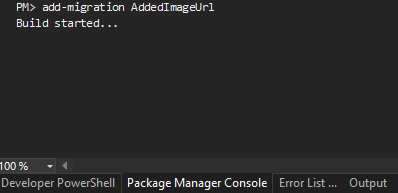 PM> add-migration AddedImageUrl
Build started...
100 %
Developer PowerShell Package Manager Console Error List ... Output